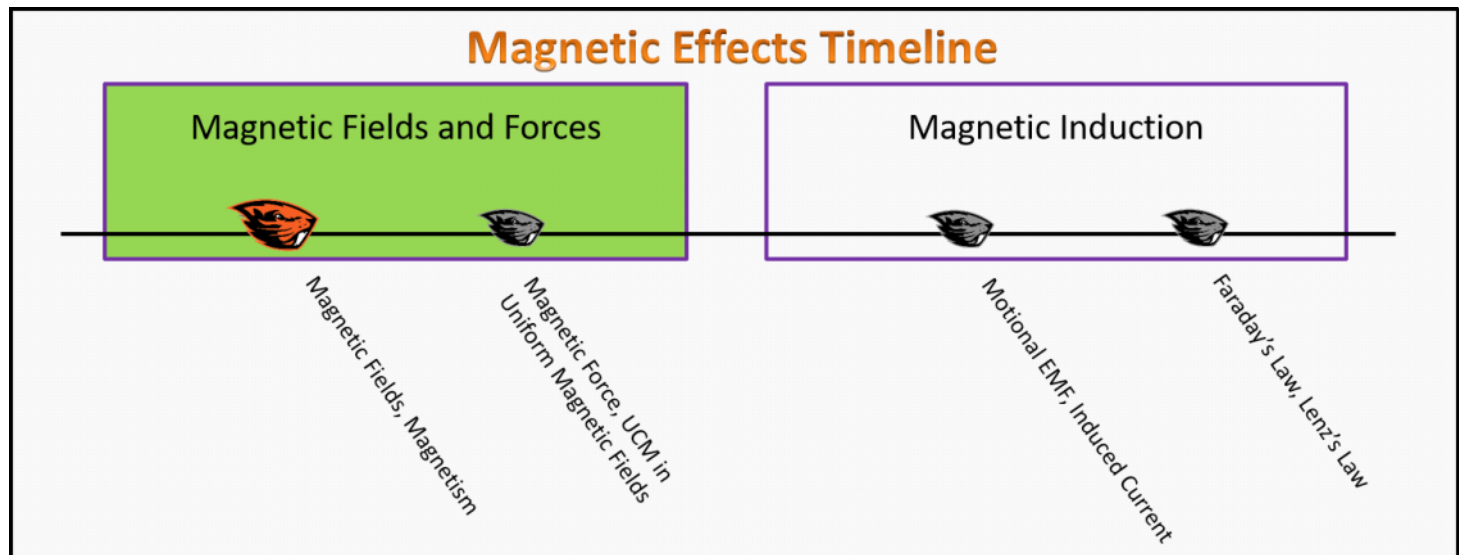 Magnetic Effects Timeline
Magnetic Fields and Forces
Magnetic Induction
Magnetic Fields, Magnetism
Magnetic Force, UCM in
Uniform Magnetic Fields
Motional EMF, Induced Current
Faraday’s Law, Lenz’s Law